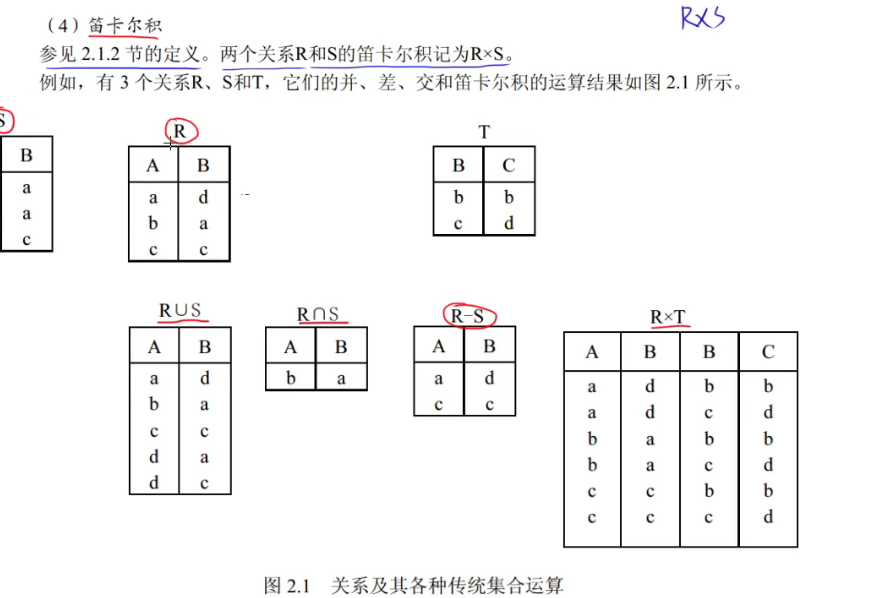 （4）笛卡尔积
R×S
参见 2.1.2 节的定义。两个关系R和S的笛卡尔积记为R×S。
例如，有 3 个关系R、S和T，它们的并、差、交和笛卡尔积的运算结果如图 2.1 所示。
S
B
a
a
c
R
A B
a d
b a
c c
T
B C
b b
c d
R∪S
A B
a d
b a
c c
d a
d c
R∩S
A B
b a
R−S
A B
a d
c c
R×T
A B B C
a d b b
a d c d
b a b b
b a c d
c c b b
c c c d
图 2.1 关系及其各种传统集合运算